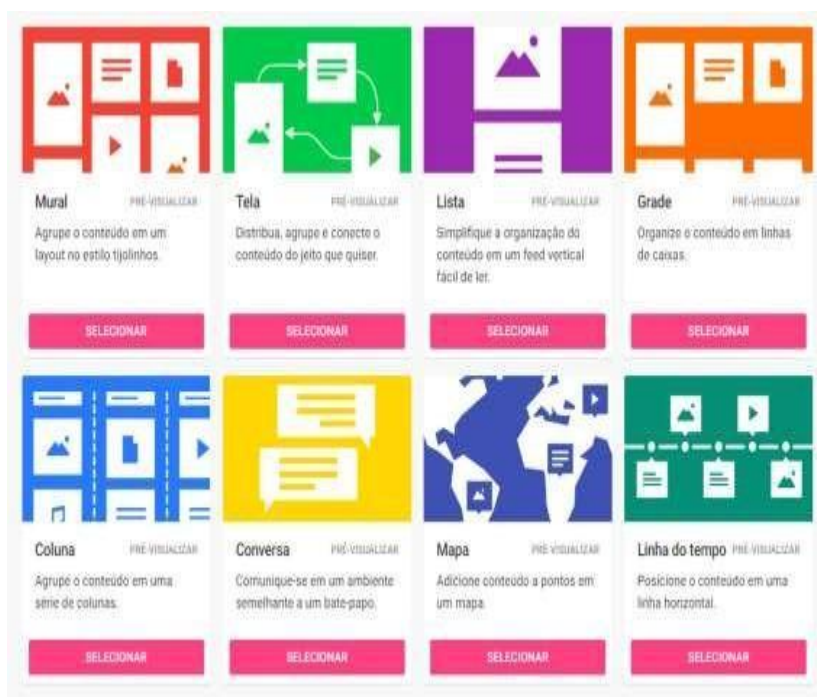 Mural PRÉ-VISUALIZAR
Agrupe o conteúdo em um
layout no estilo tijolinhos.
SELECIONAR
Tela PRÉ-VISUALIZAR
Distribua, agrupe e conecte o
conteúdo do jeito que quiser.
SELECIONAR
Lista PRÉ-VISUALIZAR
Simplifique a organização do
conteúdo em um feed vertical
fácil de ler.
SELECIONAR
Grade PRÉ-VISUALIZAR
Organize o conteúdo em linhas
de caixas.
SELECIONAR
Coluna PRÉ-VISUALIZAR
Agrupe o conteúdo em uma
série de colunas.
SELECIONAR
Conversa PRÉ-VISUALIZAR
Comunique-se em um ambiente
semelhante a um bate-papo.
SELECIONAR
Mapa PRÉ-VISUALIZAR
Adicione conteúdo a pontos em
um mapa.
SELECIONAR
Linha do tempo PRÉ-VISUALIZAR
Posicione o conteúdo em uma
linha horizontal.
SELECIONAR